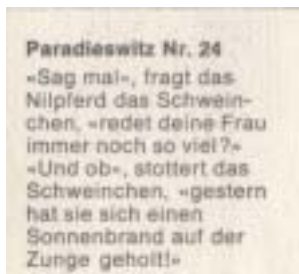 Paradieswitz Nr. 24
«Sag mal», fragt das
Nilpferd das Schwein-
chen, «redet deine Frau
immer noch so viel?»
«Und ob», stottert das
Schweinchen, «gestern
hat sie sich einen
Sonnenbrand auf der
Zunge geholt!»